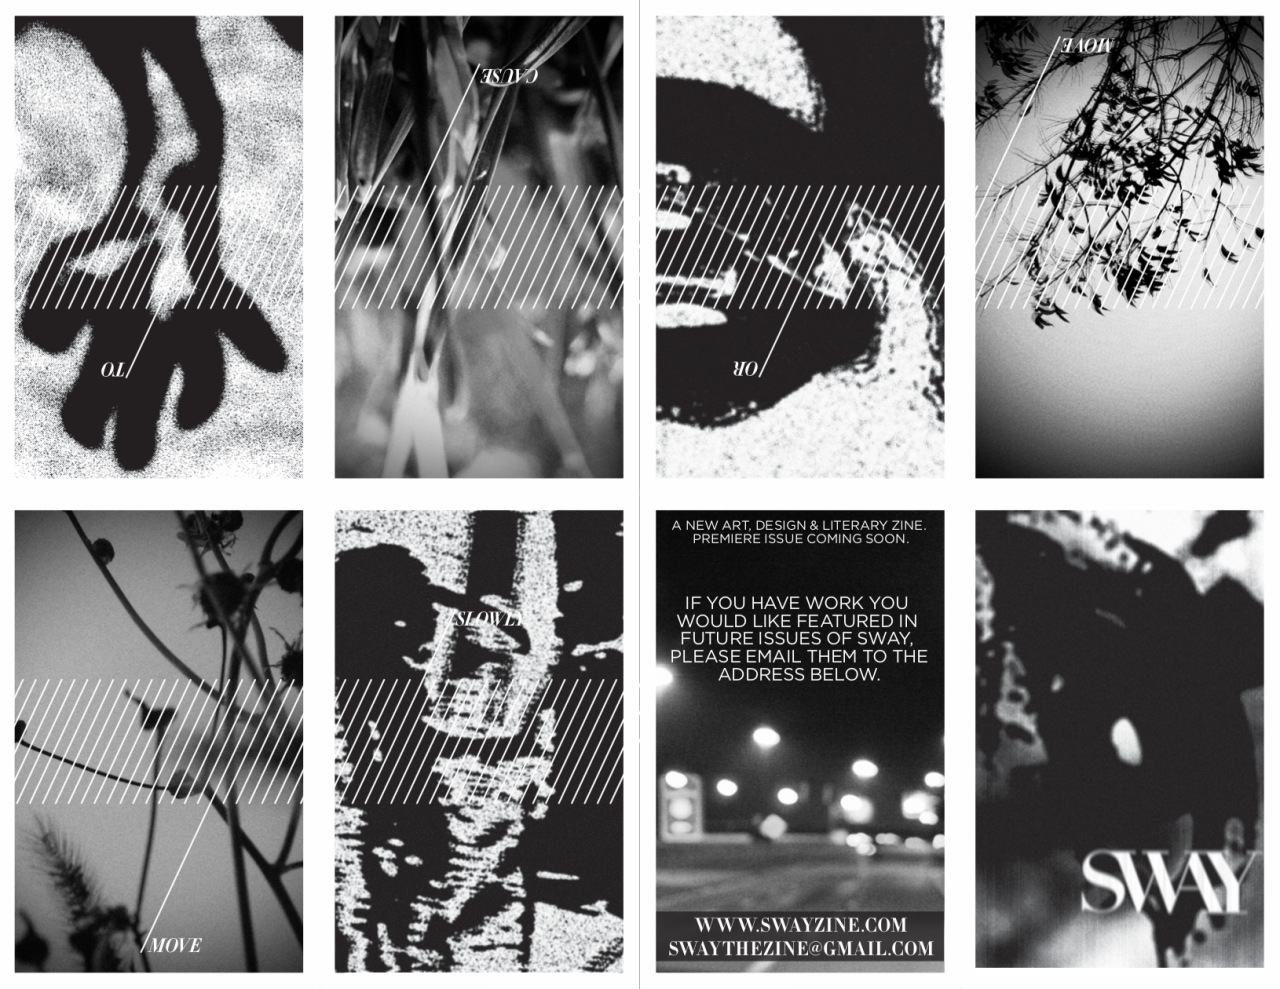 TO
CAUSE
OR
MOVE
MOVE
SLOWLY
A NEW ART, DESIGN & LITERARY ZINE.
PREMIERE ISSUE COMING SOON.
IF YOU HAVE WORK YOU
WOULD LIKE FEATURED IN
FUTURE ISSUES OF SWAY,
PLEASE EMAIL THEM TO THE
ADDRESS BELOW.
WWW.SWAYZINE.COM
SWAYTHEZINE@GMAIL.COM
SWAY